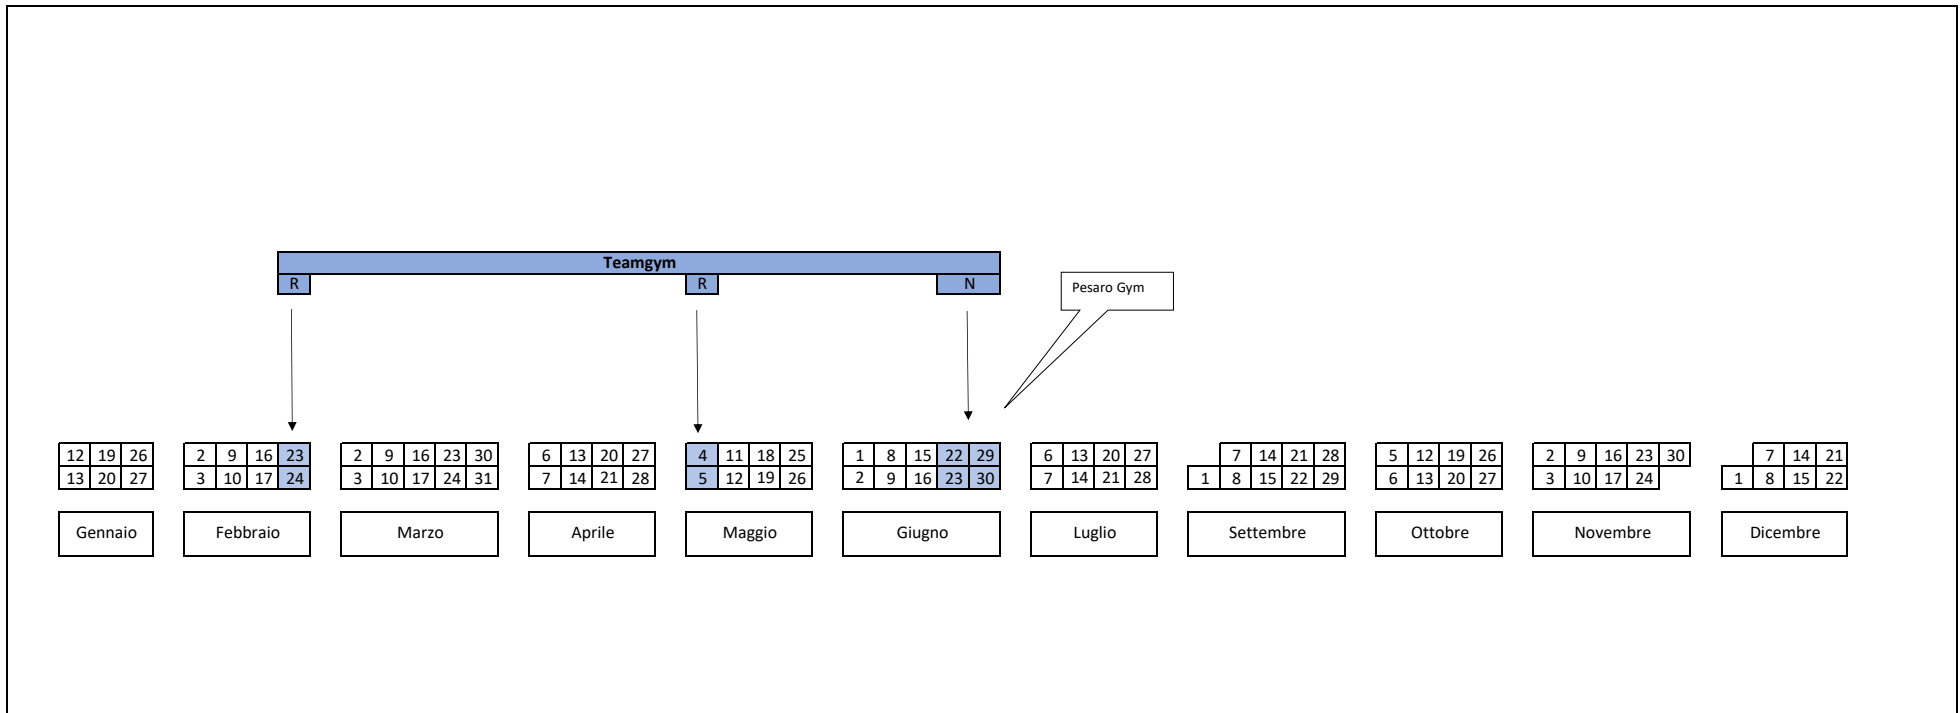 Teamgym
R R N
Pesaro Gym
12 19 26 2 9 16 23 2 9 16 23 30 6 13 20 27 4 11 18 25 1 8 15 22 29 6 13 20 27 7 14 21 28 5 12 19 26 2 9 16 23 30 7 14 21
13 20 27 3 10 17 24 3 10 17 24 31 7 14 21 28 5 12 19 26 2 9 16 23 30 7 14 21 28 1 8 15 22 29 6 13 20 27 3 10 17 24 1 8 15 22
Gennaio Febbraio Marzo Aprile Maggio Giugno Luglio Settembre Ottobre Novembre Dicembre